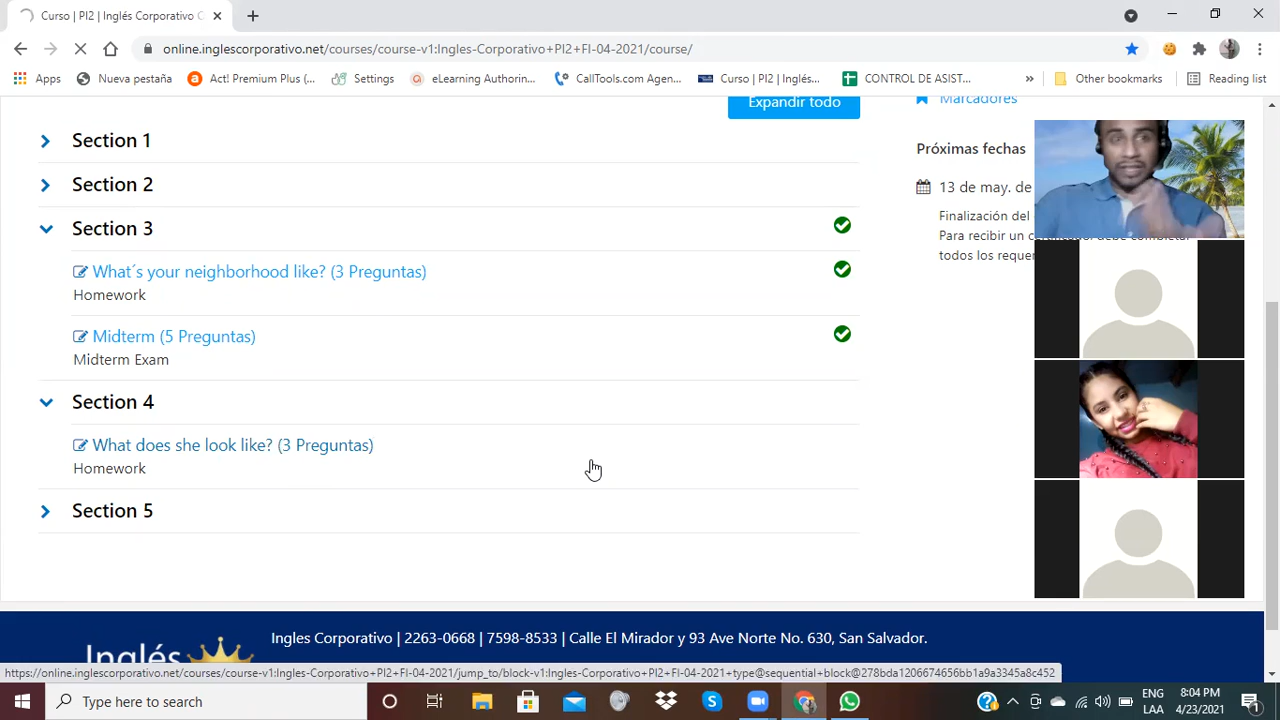 Curso | PI2 | Inglés Corporativo C
online.inglescorporativo.net/courses/course-v1:Ingles-Corporativo+PI2+FI-04-2021/course/
Apps
Nueva pestaña
Act! Premium Plus (...
Settings
eLearning Authorin...
CallTools.com Agen...
Curso | PI2 | Inglés...
CONTROL DE ASIST...
»
Other bookmarks
Reading list
Expandir todo
Marcadores
Section 1
Próximas fechas
Section 2
13 de may. de
Finalización del
Para recibir un
todos los requer
Section 3
What´s your neighborhood like? (3 Preguntas)
Homework
Midterm (5 Preguntas)
Midterm Exam
Section 4
What does she look like? (3 Preguntas)
Homework
Section 5
Inglés
Ingles Corporativo | 2263-0668 | 7598-8533 | Calle El Mirador y 93 Ave Norte No. 630, San Salvador.
https://online.inglescorporativo.net/courses/course-v1:Ingles-Corporativo+PI2+FI-04-2021/jump_to/block-v1:Ingles-Corporativo+PI2+FI-04-2021+type@sequential+block@278bda1206674656bb1a9a3345a8c452
Type here to search
ENG
LAA
8:04 PM
4/23/2021